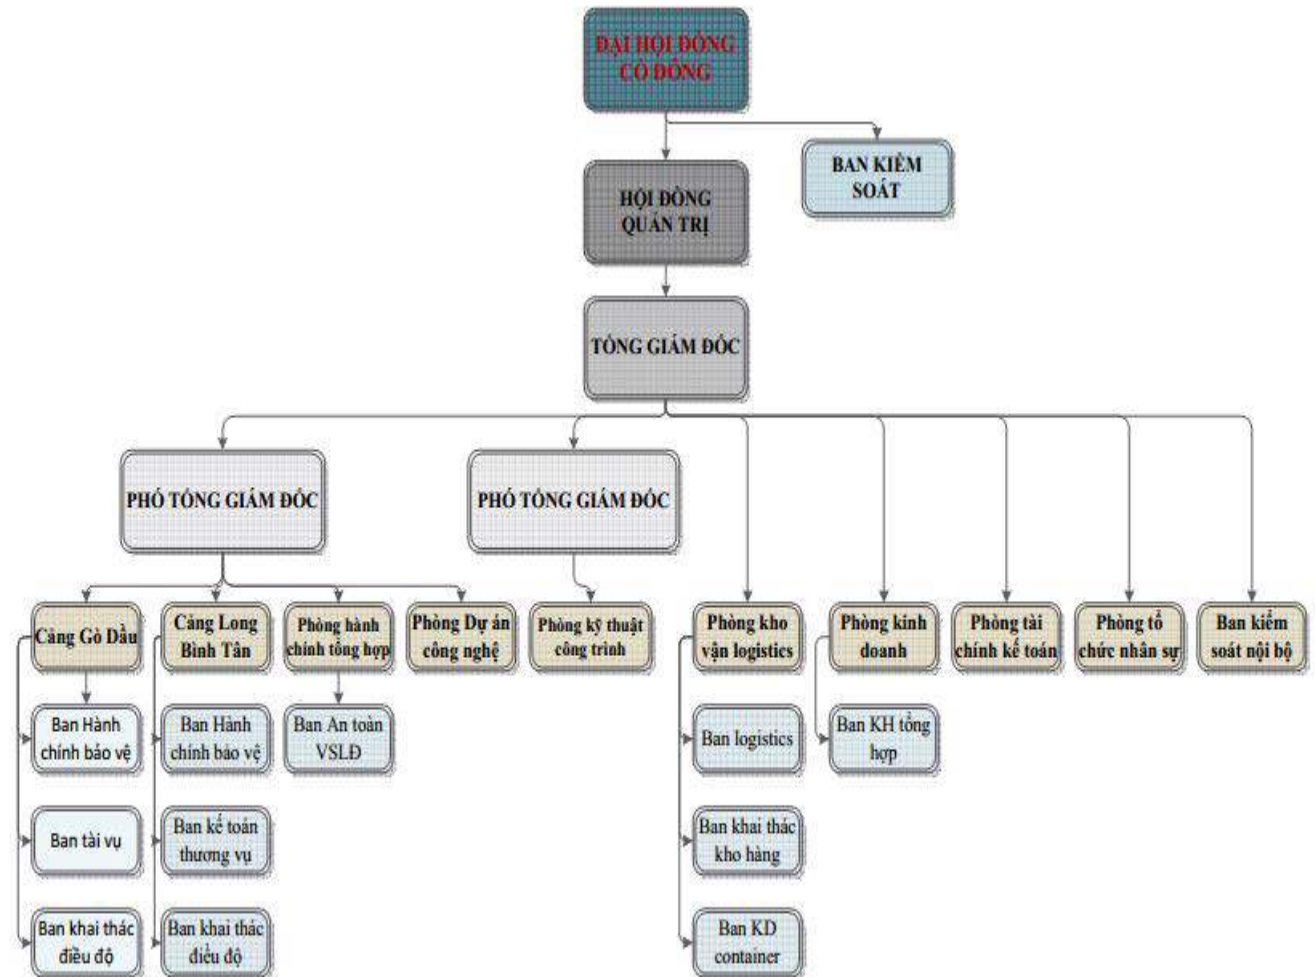 ĐẠI HỘI ĐỒNG
CỔ ĐÔNG
BAN KIỂM
SOÁT
HỘI ĐỒNG
QUẢN TRỊ
TỔNG GIÁM ĐỐC
PHÓ TỔNG GIÁM ĐỐC
PHÓ TỔNG GIÁM ĐỐC
Cảng Gò Dầu
Cảng Long
Bình Tân
Phòng hành
chính tổng hợp
Phòng Dự án
công nghệ
Phòng kỹ thuật
công trình
Phòng kho
vận logistics
Phòng kinh
doanh
Phòng tài
chính kế toán
Phòng tổ
chức nhân sự
Ban kiểm
soát nội bộ
Ban Hành
chính bảo vệ
Ban Hành
chính bảo vệ
Ban An toàn
VSLĐ
Ban logistics
Ban KH tổng
hợp
Ban tài vụ
Ban kế toán
thương vụ
Ban khai thác
kho hàng
Ban khai thác
điều độ
Ban khai thác
điều độ
Ban KD
container